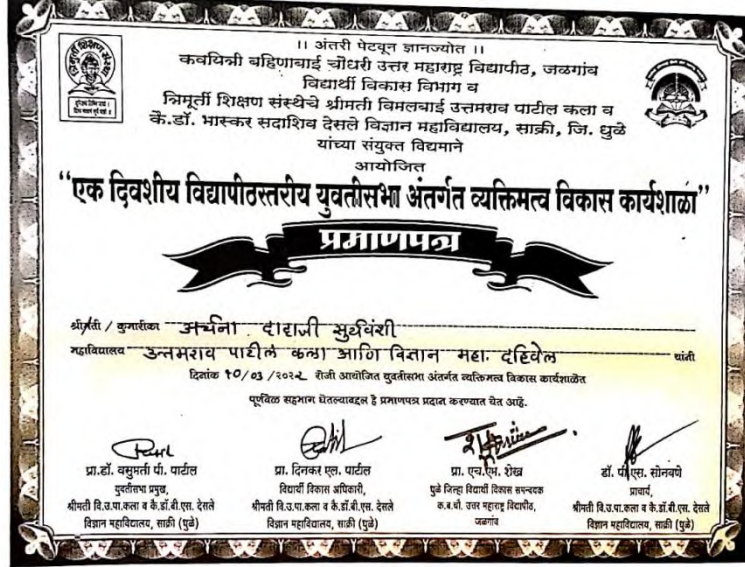 ।। अंतरी पेटवून ज्ञानज्योत ।।
कवयित्री बहिणाबाई चौधरी उत्तर महाराष्ट्र विद्यापीठ, जळगांव
विद्यार्थी विकास विभाग व
त्रिमूर्ती शिक्षण संस्थेचे श्रीमती विमलबाई उत्तमराव पाटील कला व
कै.डॉ. भास्कर सदाशिव देसले विज्ञान महाविद्यालय, साक्री, जि. धुळे
यांच्या संयुक्त विद्यमाने
आयोजित
“एक दिवशीय विद्यापीठस्तरीय युवतीसभा अंतर्गत व्यक्तिमत्व विकास कार्यशाळा”
प्रमाणपत्र
श्रीमती / कुमारीका अर्चना दाराजी सुर्यवंशी
महाविद्यालय उत्तमराव पाटील कला आणि विज्ञान महा. दहिवेल यांनी
दिनांक १०/०३/२०२२ रोजी आयोजित युवतीसभा अंतर्गत व्यक्तिमत्व विकास कार्यशाळेत
पूर्णवेळ सहभाग घेतल्याबद्दल हे प्रमाणपत्र प्रदान करण्यात येत आहे.
प्रा.डॉ. वसुमती पी. पाटील
युवतीसभा प्रमुख,
श्रीमती वि.उ.पा.कला व कै.डॉ.बी.एस. देसले
विज्ञान महाविद्यालय, साक्री (धुळे)
प्रा. दिनकर एल. पाटील
विद्यार्थी विकास अधिकारी,
श्रीमती वि.उ.पा.कला व कै.डॉ.बी.एस. देसले
विज्ञान महाविद्यालय, साक्री (धुळे)
प्रा. एच.एम. शेख
धुळे जिल्हा विद्यार्थी विकास समन्वयक
क.ब.चौ. उत्तर महाराष्ट्र विद्यापीठ,
जळगांव
डॉ. पी.एस. सोनवणे
प्राचार्य,
श्रीमती वि.उ.पा.कला व कै.डॉ.बी.एस. देसले
विज्ञान महाविद्यालय, साक्री (धुळे)